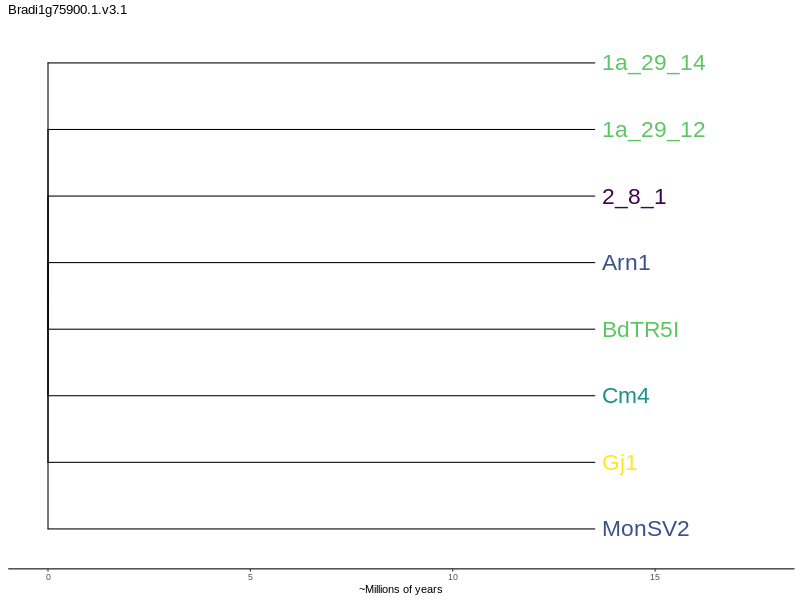 Bradi1g75900.1.v3.1
1a_29_14
1a_29_12
2_8_1
Arn1
BdTR5I
Cm4
Gj1
MonSV2
0 5 10 15
~Millions of years